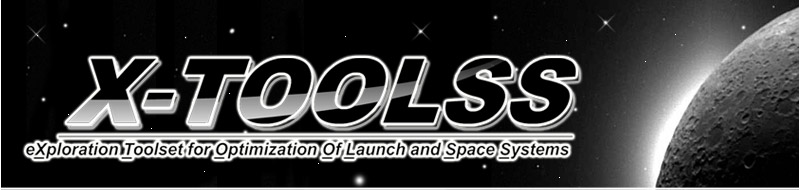 X-TOOLSS
eXploration Toolset for Optimization Of Launch and Space Systems